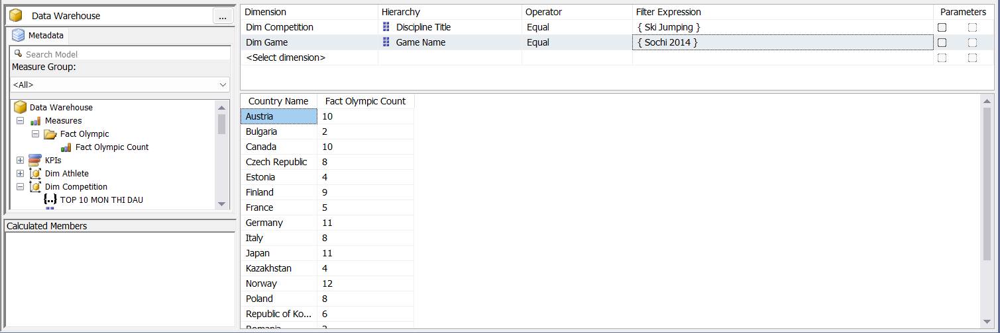 Data Warehouse
...
Metadata
Search Model
Measure Group:
<All>
Data Warehouse
Measures
Fact Olympic
Fact Olympic Count
KPIs
Dim Athlete
Dim Competition
TOP 10 MON THI DAU
Calculated Members
Dimension Hierarchy Operator Filter Expression Parameters
Dim Competition Discipline Title Equal { Ski Jumping }
Dim Game Game Name Equal { Sochi 2014 }
<Select dimension>
Country Name Fact Olympic Count
Austria 10
Bulgaria 2
Canada 10
Czech Republic 8
Estonia 4
Finland 9
France 5
Germany 11
Italy 8
Japan 11
Kazakhstan 4
Norway 12
Poland 8
Republic of Ko... 6
Romania